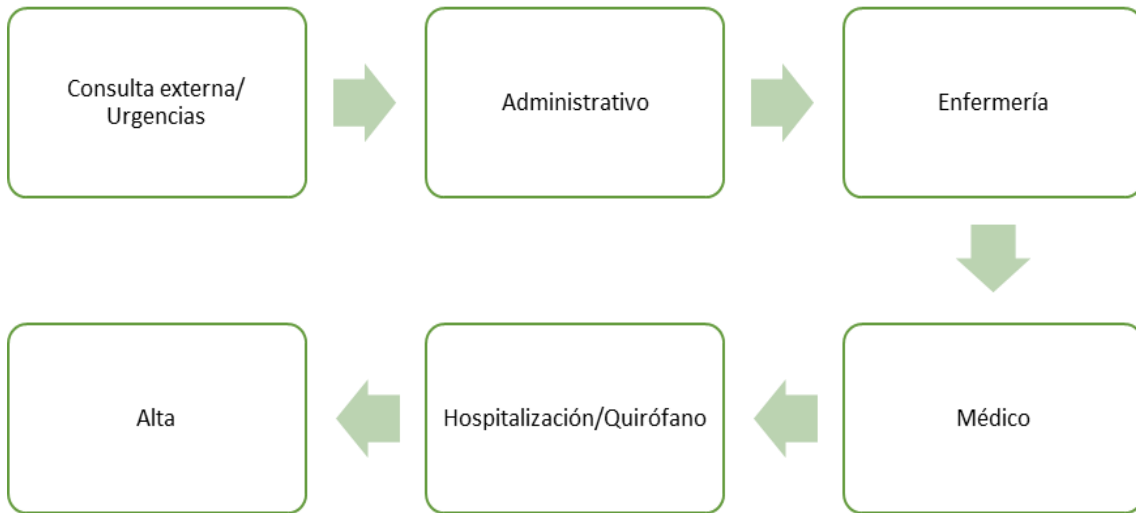 Consulta externa/
Urgencias
Administrativo
Enfermería
Médico
Hospitalización/Quirófano
Alta